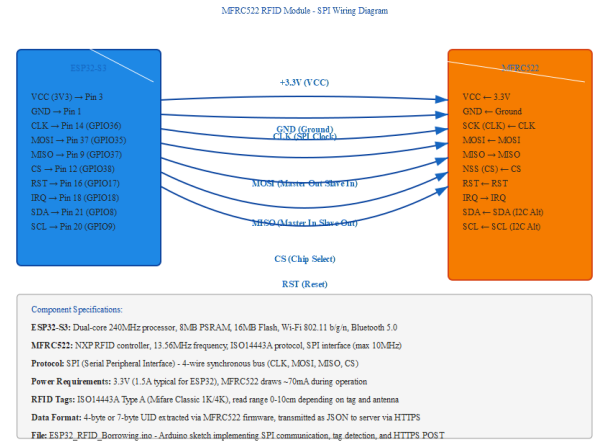 MFRC522 RFID Module - SPI Wiring Diagram
ESP32-S3
VCC (3V3) → Pin 3
GND → Pin 1
CLK → Pin 14 (GPIO36)
MOSI → Pin 37 (GPIO35)
MISO → Pin 9 (GPIO37)
CS → Pin 12 (GPIO38)
RST → Pin 16 (GPIO17)
IRQ → Pin 18 (GPIO18)
SDA → Pin 21 (GPIO8)
SCL → Pin 20 (GPIO9)
+3.3V (VCC)
GND (Ground)
CLK (SPI Clock)
MOSI (Master Out Slave In)
MISO (Master In Slave Out)
CS (Chip Select)
RST (Reset)
MFRC522
VCC ← 3.3V
GND ← Ground
SCK (CLK) ← CLK
MOSI ← MOSI
MISO → MISO
NSS (CS) ← CS
RST ← RST
IRQ → IRQ
SDA ← SDA (I2C Alt)
SCL ← SCL (I2C Alt)
Component Specifications:
ESP32-S3: Dual-core 240MHz processor, 8MB PSRAM, 16MB Flash, Wi-Fi 802.11 b/g/n, Bluetooth 5.0
MFRC522: NXP RFID controller, 13.56MHz frequency, ISO14443A protocol, SPI interface (max 10MHz)
Protocol: SPI (Serial Peripheral Interface) - 4-wire synchronous bus (CLK, MOSI, MISO, CS)
Power Requirements: 3.3V (1.5A typical for ESP32), MFRC522 draws ~70mA during operation
RFID Tags: ISO14443A Type A (Mifare Classic 1K/4K), read range 0-10cm depending on tag and antenna
Data Format: 4-byte or 7-byte UID extracted via MFRC522 firmware, transmitted as JSON to server via HTTPS
File: ESP32_RFID_Borrowing.ino - Arduino sketch implementing SPI communication, tag detection, and HTTPS POST